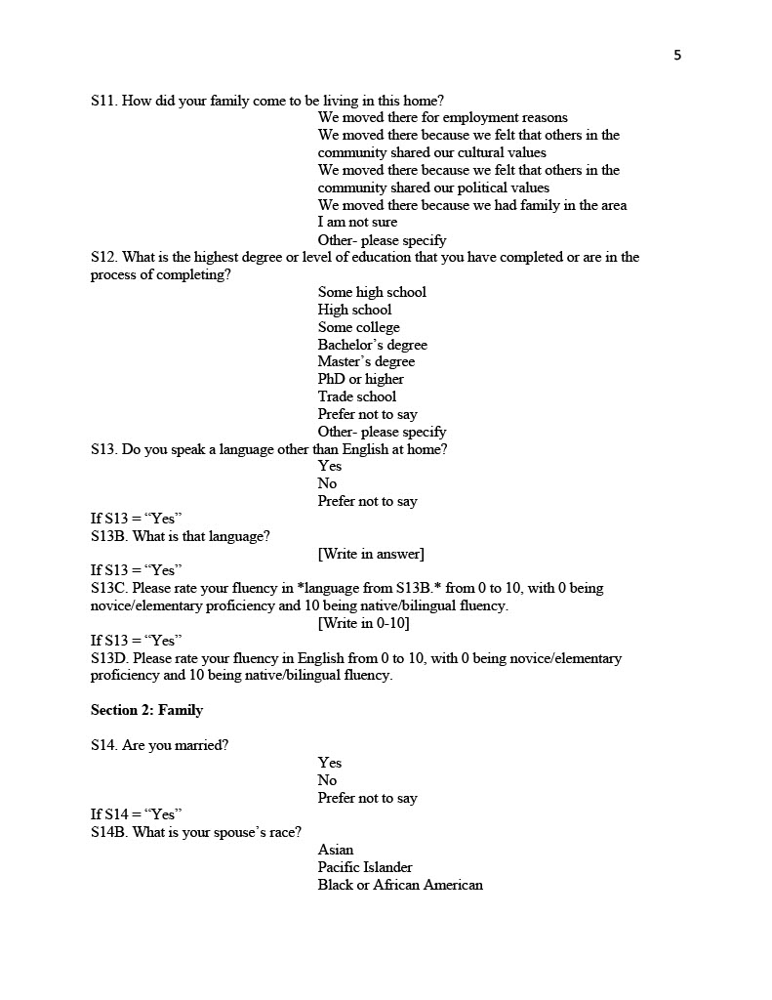 5
S11. How did your family come to be living in this home?
We moved there for employment reasons
We moved there because we felt that others in the
community shared our cultural values
We moved there because we felt that others in the
community shared our political values
We moved there because we had family in the area
I am not sure
Other- please specify
S12. What is the highest degree or level of education that you have completed or are in the
process of completing?
Some high school
High school
Some college
Bachelor’s degree
Master’s degree
PhD or higher
Trade school
Prefer not to say
Other- please specify
S13. Do you speak a language other than English at home?
Yes
No
Prefer not to say
If S13 = “Yes”
S13B. What is that language?
[Write in answer]
If S13 = “Yes”
S13C. Please rate your fluency in *language from S13B.* from 0 to 10, with 0 being
novice/elementary proficiency and 10 being native/bilingual fluency.
[Write in 0-10]
If S13 = “Yes”
S13D. Please rate your fluency in English from 0 to 10, with 0 being novice/elementary
proficiency and 10 being native/bilingual fluency.
Section 2: Family
S14. Are you married?
Yes
No
Prefer not to say
If S14 = “Yes”
S14B. What is your spouse’s race?
Asian
Pacific Islander
Black or African American